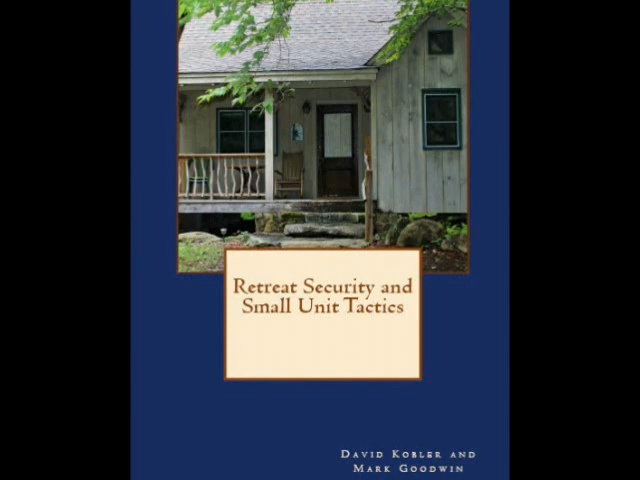 Retreat Security and
Small Unit Tactics
David Kobler and
Mark Goodwin